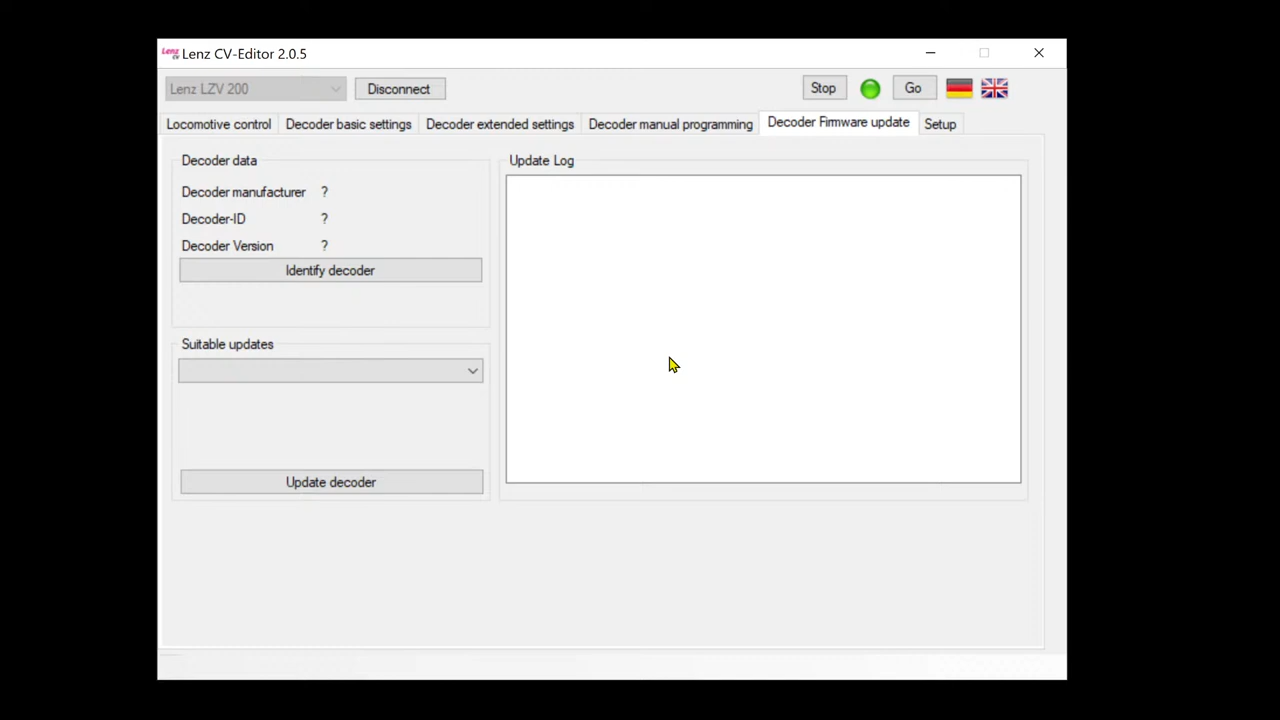 Lenz CV Lenz CV-Editor 2.0.5
Lenz LZV 200 Disconnect Stop Go
Locomotive control Decoder basic settings Decoder extended settings Decoder manual programming Decoder Firmware update Setup
Decoder data
Decoder manufacturer ?
Decoder-ID ?
Decoder Version ?
Identify decoder
Suitable updates
Update decoder
Update Log